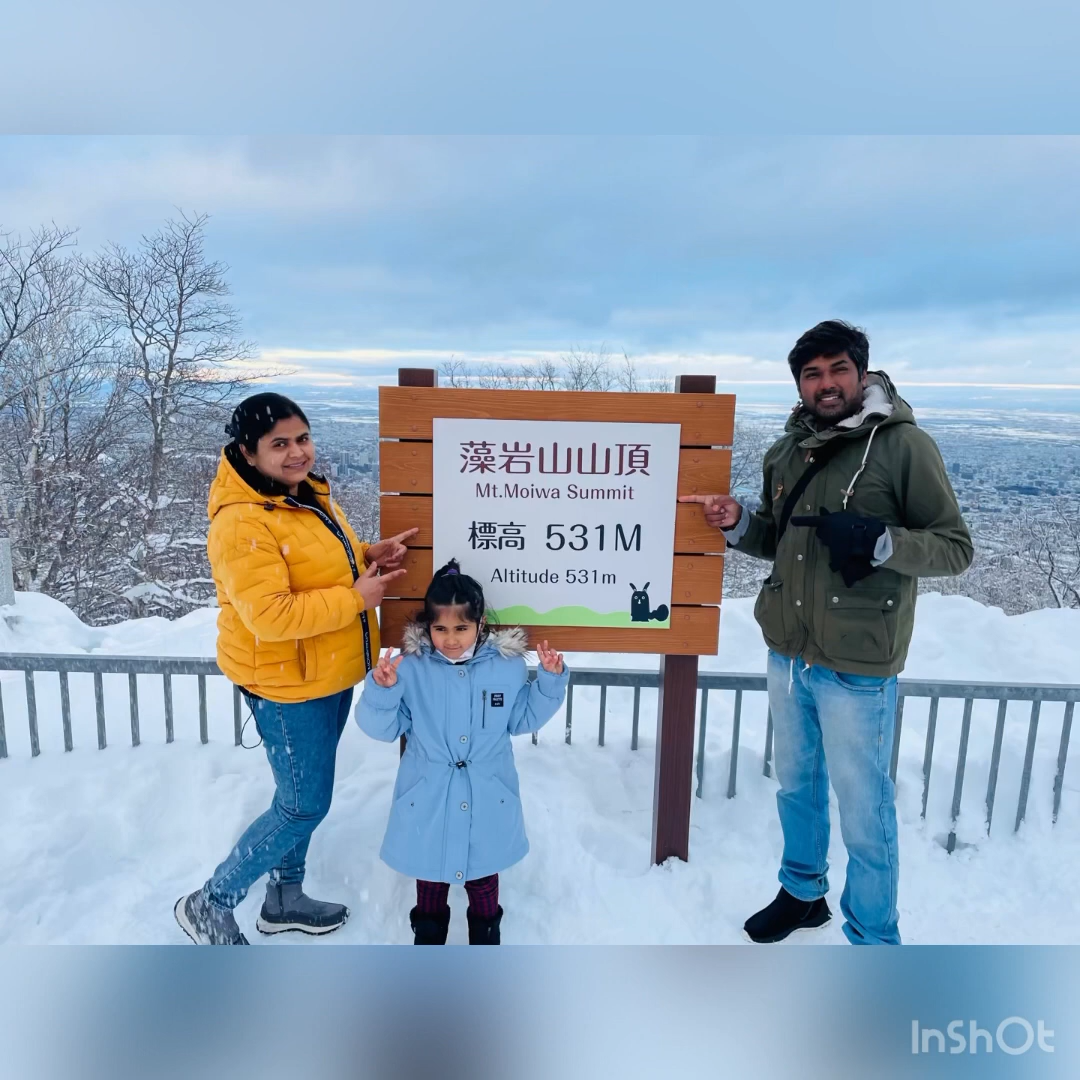 藻岩山山頂
Mt.Moiwa Summit
標高 531M
Altitude 531m
InShOt